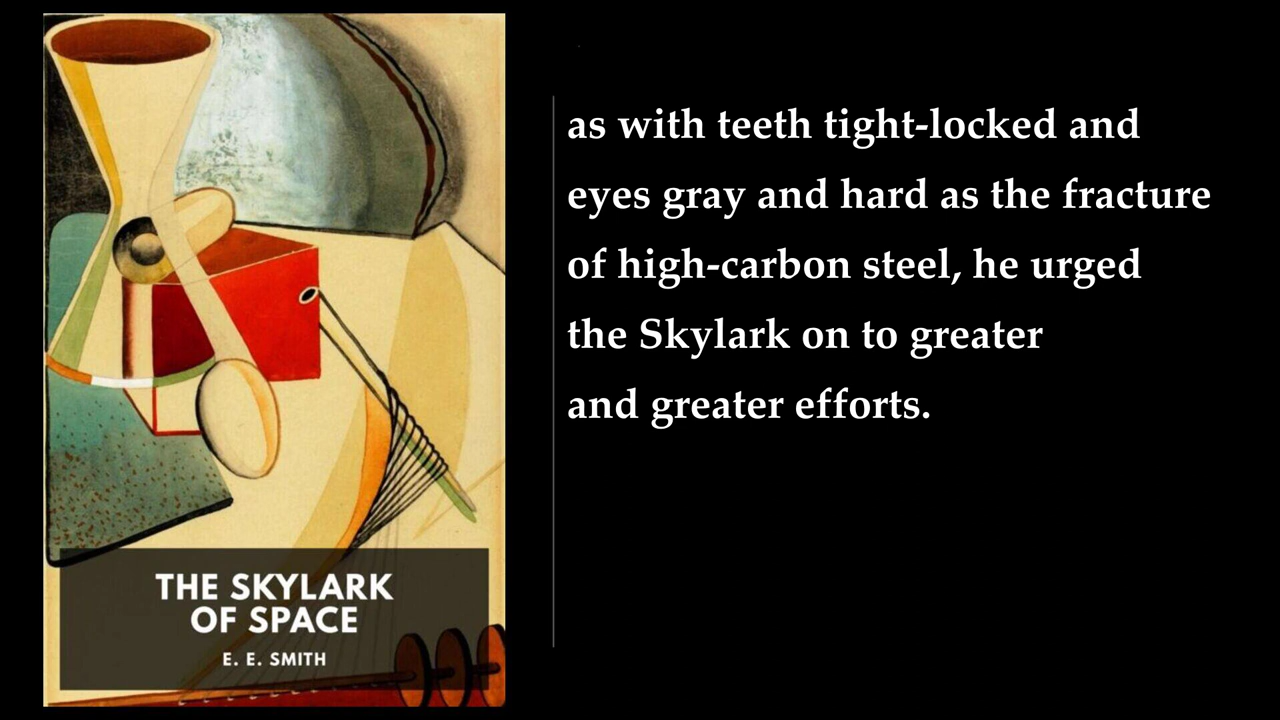 as with teeth tight-locked and
eyes gray and hard as the fracture
of high-carbon steel, he urged
the Skylark on to greater
and greater efforts.
THE SKYLARK
OF SPACE
E. E. SMITH